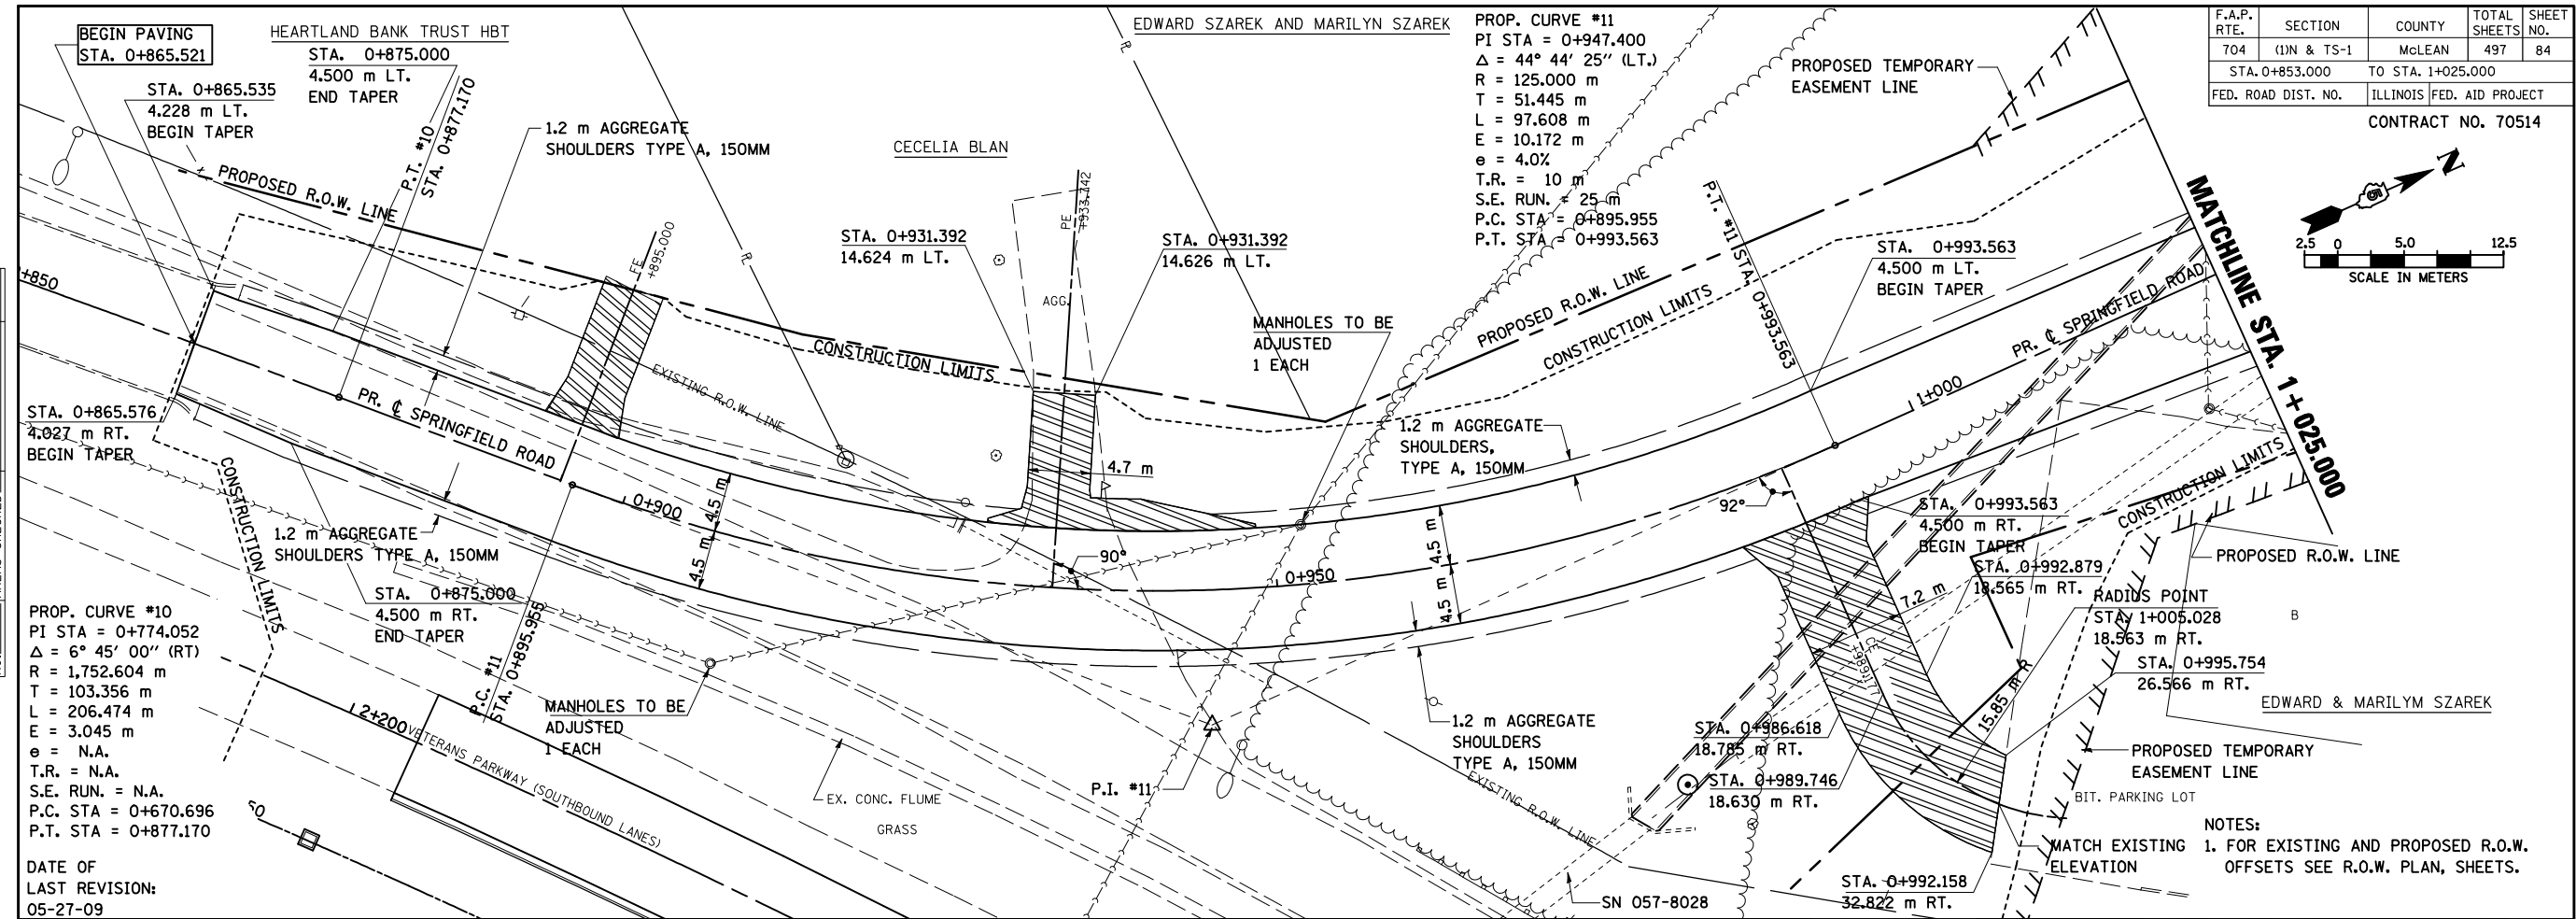 BEGIN PAVING
STA. 0+865.521
HEARTLAND BANK TRUST HBT
STA. 0+875.000
4.500 m LT.
END TAPER
STA. 0+865.535
4.228 m LT.
BEGIN TAPER
P.T. #10
STA. 0+877.170
1.2 m AGGREGATE
SHOULDERS TYPE A, 150MM
PROPOSED R.O.W. LINE
CECELIA BLAN
EDWARD SZAREK AND MARILYN SZAREK
PROP. CURVE #11
PI STA = 0+947.400
Δ = 44° 44' 25" (LT.)
R = 125.000 m
T = 51.445 m
L = 97.608 m
E = 10.172 m
e = 4.0%
T.R. = 10 m
S.E. RUN. = 25 m
P.C. STA = 0+895.955
P.T. STA = 0+993.563
PROPOSED TEMPORARY
EASEMENT LINE
F.A.P. RTE.
SECTION
COUNTY
TOTAL SHEETS
SHEET NO.
704
(1)N & TS-1
McLEAN
497
84
STA. 0+853.000 TO STA. 1+025.000
FED. ROAD DIST. NO.
ILLINOIS
FED. AID PROJECT
CONTRACT NO. 70514
N
2.5 0 5.0 12.5
SCALE IN METERS
MATCHLINE STA. 1+025.000
FE
+895.000
PE
+933.742
AGG.
STA. 0+931.392
14.624 m LT.
STA. 0+931.392
14.626 m LT.
MANHOLES TO BE
ADJUSTED
1 EACH
PROPOSED R.O.W. LINE
CONSTRUCTION LIMITS
P.T. #11 STA. 0+993.563
STA. 0+993.563
4.500 m LT.
BEGIN TAPER
PR. ℄ SPRINGFIELD ROAD
1+000
+850
CONSTRUCTION LIMITS
EXISTING R.O.W. LINE
PR. ℄ SPRINGFIELD ROAD
STA. 0+865.576
4.027 m RT.
BEGIN TAPER
CONSTRUCTION LIMITS
1.2 m AGGREGATE
SHOULDERS TYPE A, 150MM
STA. 0+875.000
4.500 m RT.
END TAPER
P.C. #11
STA. 0+895.955
0+900
4.5 m
4.5 m
4.7 m
90°
0+950
1.2 m AGGREGATE
SHOULDERS,
TYPE A, 150MM
4.5 m
4.5 m
92°
STA. 0+993.563
4.500 m RT.
BEGIN TAPER
STA. 0+992.879
18.565 m RT.
CONSTRUCTION LIMITS
PROPOSED R.O.W. LINE
7.2 m
RADIUS POINT
STA. 1+005.028
18.563 m RT.
B
STA. 0+995.754
26.566 m RT.
EDWARD & MARILYM SZAREK
CE
+989.177
15.85 m R
PROP. CURVE #10
PI STA = 0+774.052
Δ = 6° 45' 00" (RT)
R = 1,752.604 m
T = 103.356 m
L = 206.474 m
E = 3.045 m
e = N.A.
T.R. = N.A.
S.E. RUN. = N.A.
P.C. STA = 0+670.696
P.T. STA = 0+877.170
DATE OF
LAST REVISION:
05-27-09
2+200
VETERANS PARKWAY (SOUTHBOUND LANES)
MANHOLES TO BE
ADJUSTED
1 EACH
EX. CONC. FLUME
GRASS
P.I. #11
1.2 m AGGREGATE
SHOULDERS
TYPE A, 150MM
EXISTING R.O.W. LINE
STA. 0+986.618
18.785 m RT.
STA. 0+989.746
18.630 m RT.
SN 057-8028
STA. 0+992.158
32.822 m RT.
PROPOSED TEMPORARY
EASEMENT LINE
BIT. PARKING LOT
MATCH EXISTING
ELEVATION
NOTES:
1. FOR EXISTING AND PROPOSED R.O.W.
OFFSETS SEE R.O.W. PLAN, SHEETS.